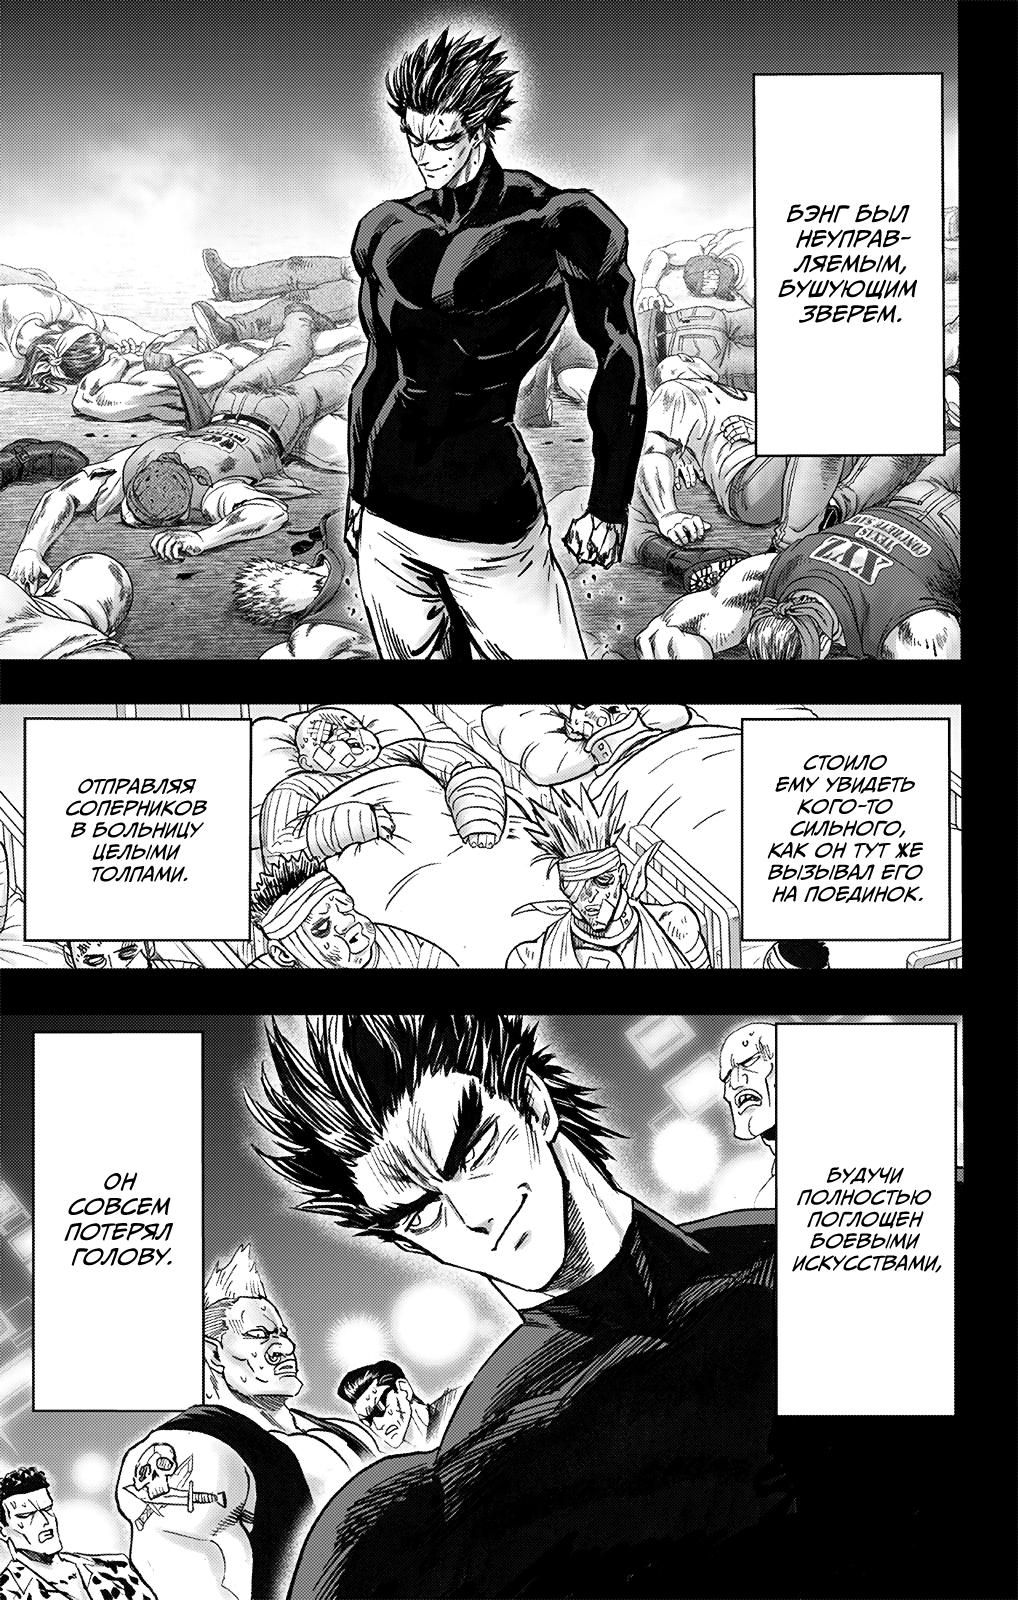 БЭНГ БЫЛ
НЕУПРАВ-
ЛЯЕМЫМ,
БУШУЮЩИМ
ЗВЕРЕМ.
СТОИЛО
ЕМУ УВИДЕТЬ
КОГО-ТО
СИЛЬНОГО,
КАК ОН ТУТ ЖЕ
ВЫЗЫВАЛ ЕГО
НА ПОЕДИНОК.
ОТПРАВЛЯЯ
СОПЕРНИКОВ
В БОЛЬНИЦУ
ЦЕЛЫМИ
ТОЛПАМИ.
БУДУЧИ
ПОЛНОСТЬЮ
ПОГЛОЩЕН
БОЕВЫМИ
ИСКУССТВАМИ,
ОН
СОВСЕМ
ПОТЕРЯЛ
ГОЛОВУ.